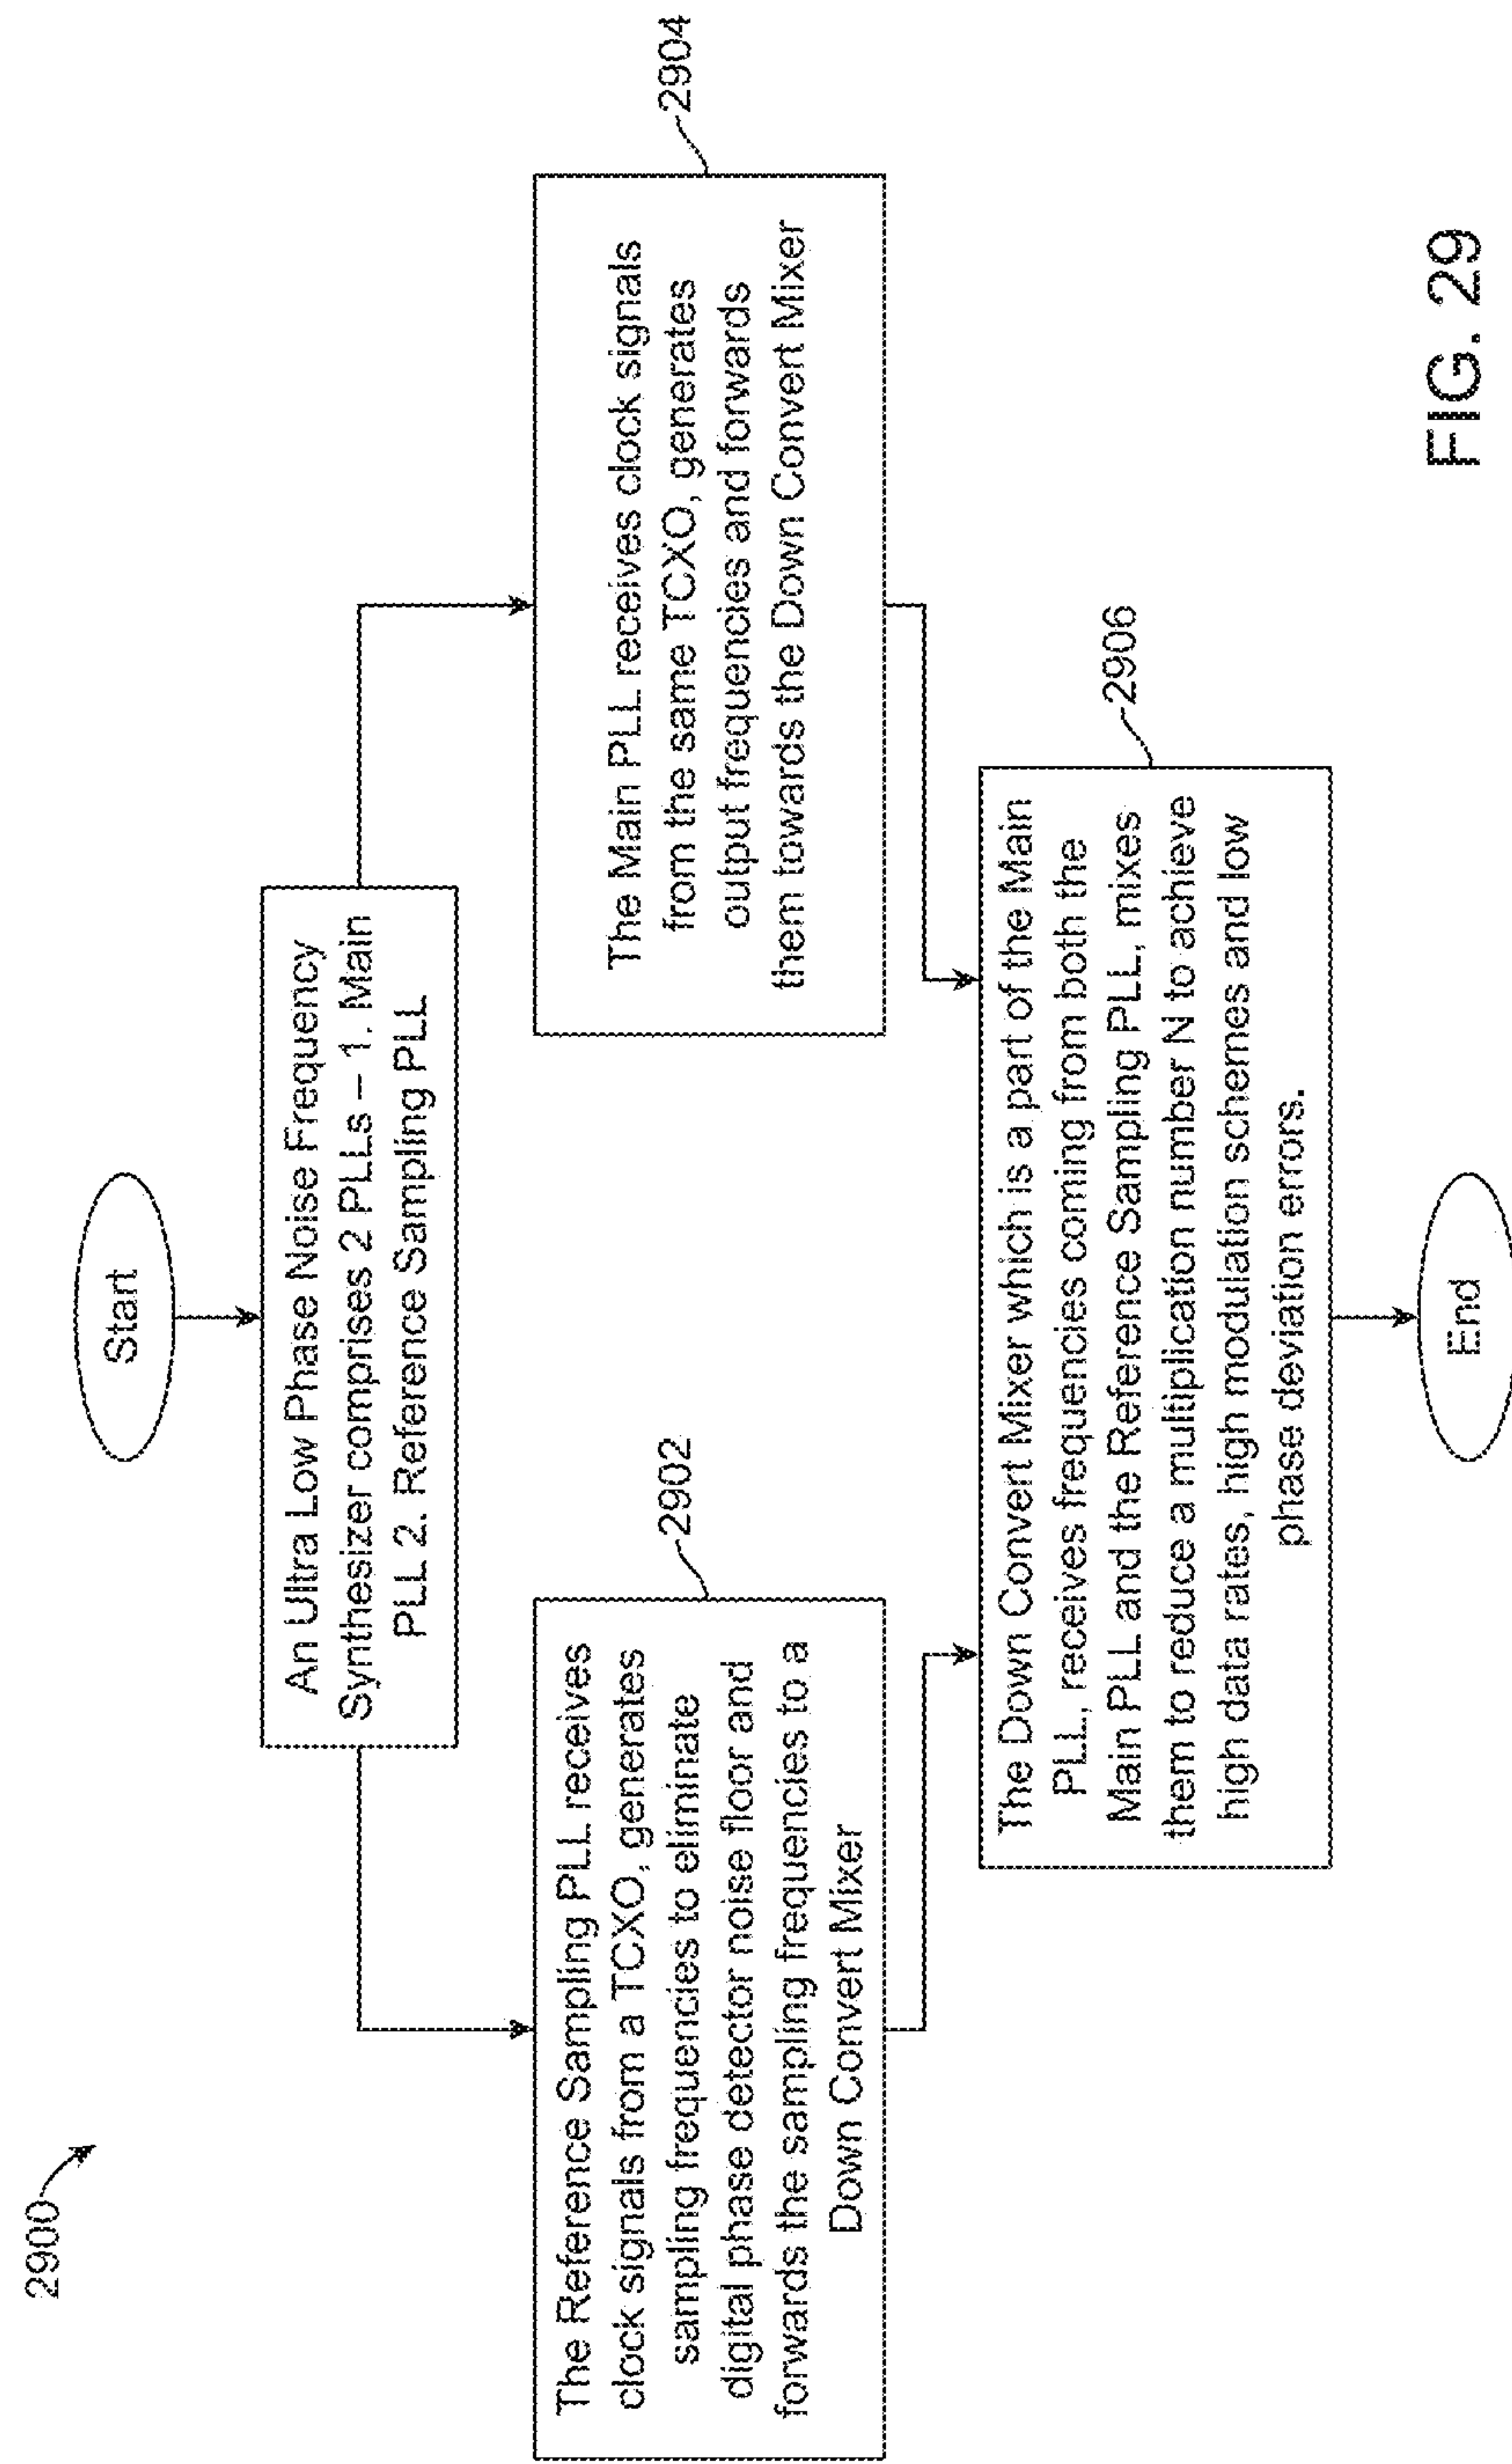 2900
Start
An Ultra Low Phase Noise Frequency
Synthesizer comprises 2 PLLs – 1. Main
PLL 2. Reference Sampling PLL
2902
The Reference Sampling PLL receives
clock signals from a TCXO, generates
sampling frequencies to eliminate
digital phase detector noise floor and
forwards the sampling frequencies to a
Down Convert Mixer
2904
The Main PLL receives clock signals
from the same TCXO, generates
output frequencies and forwards
them towards the Down Convert Mixer
2906
The Down Convert Mixer which is a part of the Main
PLL, receives frequencies coming from both the
Main PLL and the Reference Sampling PLL, mixes
them to reduce a multiplication number N to achieve
high data rates, high modulation schemes and low
phase deviation errors.
End
FIG. 29